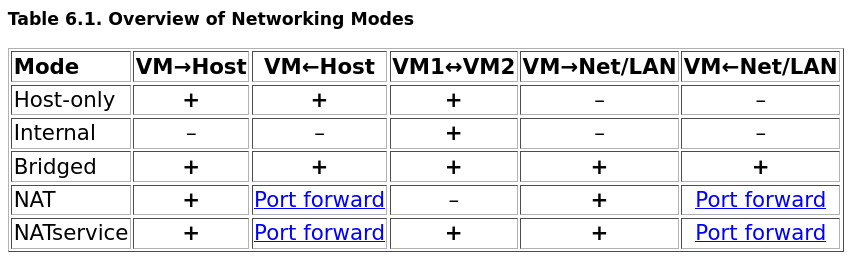 Table 6.1. Overview of Networking Modes
Mode VM→Host VM←Host VM1↔VM2 VM→Net/LAN VM←Net/LAN
Host-only + + + – –
Internal – – + – –
Bridged + + + + +
NAT + Port forward – + Port forward
NATservice + Port forward + + Port forward